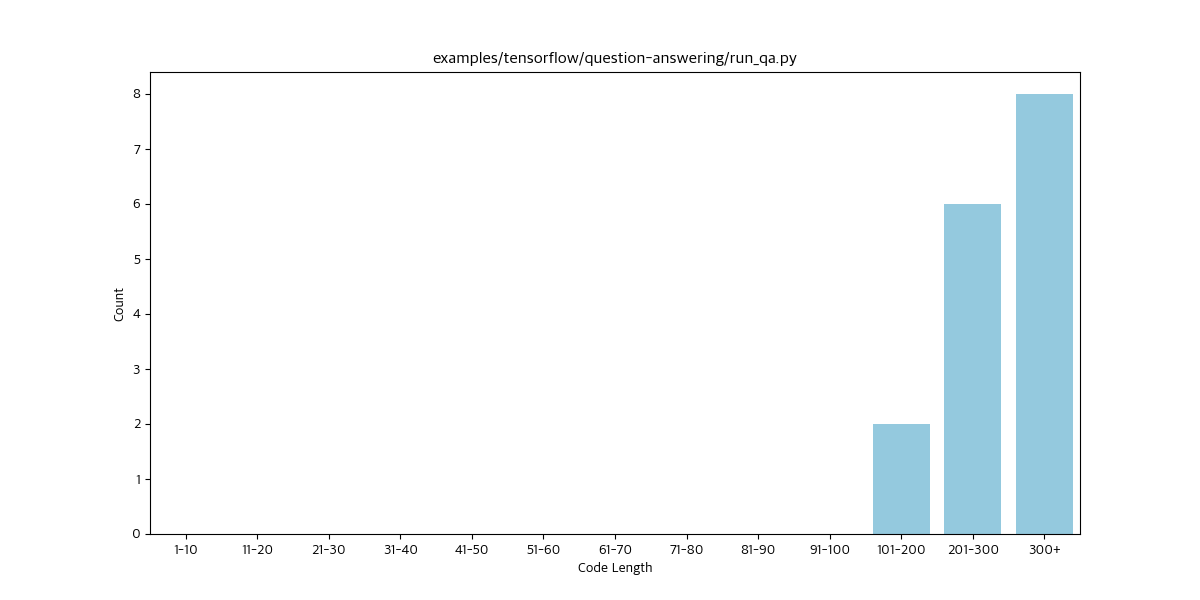 examples/tensorflow/question-answering/run_qa.py
8
7
6
5
4
3
2
1
0
Count
1-10 11-20 21-30 31-40 41-50 51-60 61-70 71-80 81-90 91-100 101-200 201-300 300+
Code Length